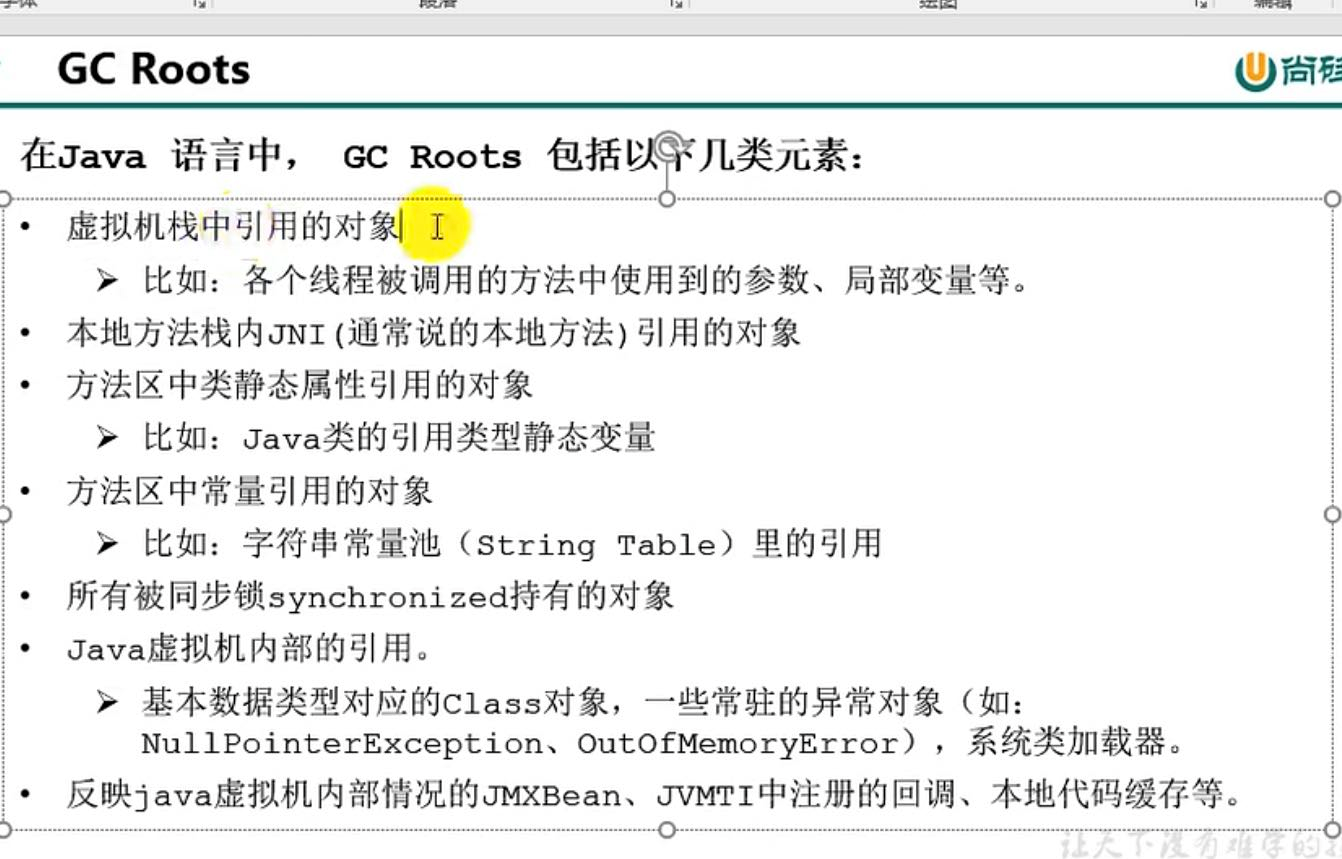 字体
段落
绘图
编辑
GC Roots
尚硅
在Java 语言中， GC Roots 包括以下几类元素：
• 虚拟机栈中引用的对象
➢ 比如：各个线程被调用的方法中使用到的参数、局部变量等。
• 本地方法栈内JNI(通常说的本地方法)引用的对象
• 方法区中类静态属性引用的对象
➢ 比如：Java类的引用类型静态变量
• 方法区中常量引用的对象
➢ 比如：字符串常量池（String Table）里的引用
• 所有被同步锁synchronized持有的对象
• Java虚拟机内部的引用。
➢ 基本数据类型对应的Class对象，一些常驻的异常对象（如：
NullPointerException、OutOfMemoryError），系统类加载器。
• 反映java虚拟机内部情况的JMXBean、JVMTI中注册的回调、本地代码缓存等。
让天下没有难学的